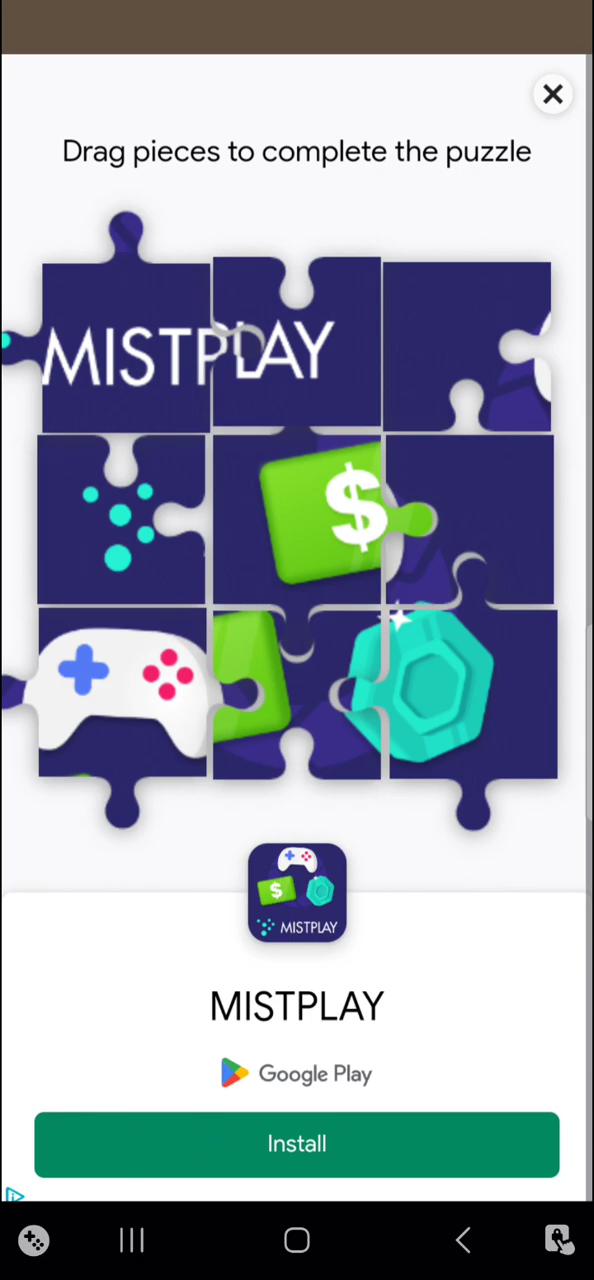 Drag pieces to complete the puzzle
MISTPLAY
$
$
MISTPLAY
MISTPLAY
Google Play
Install